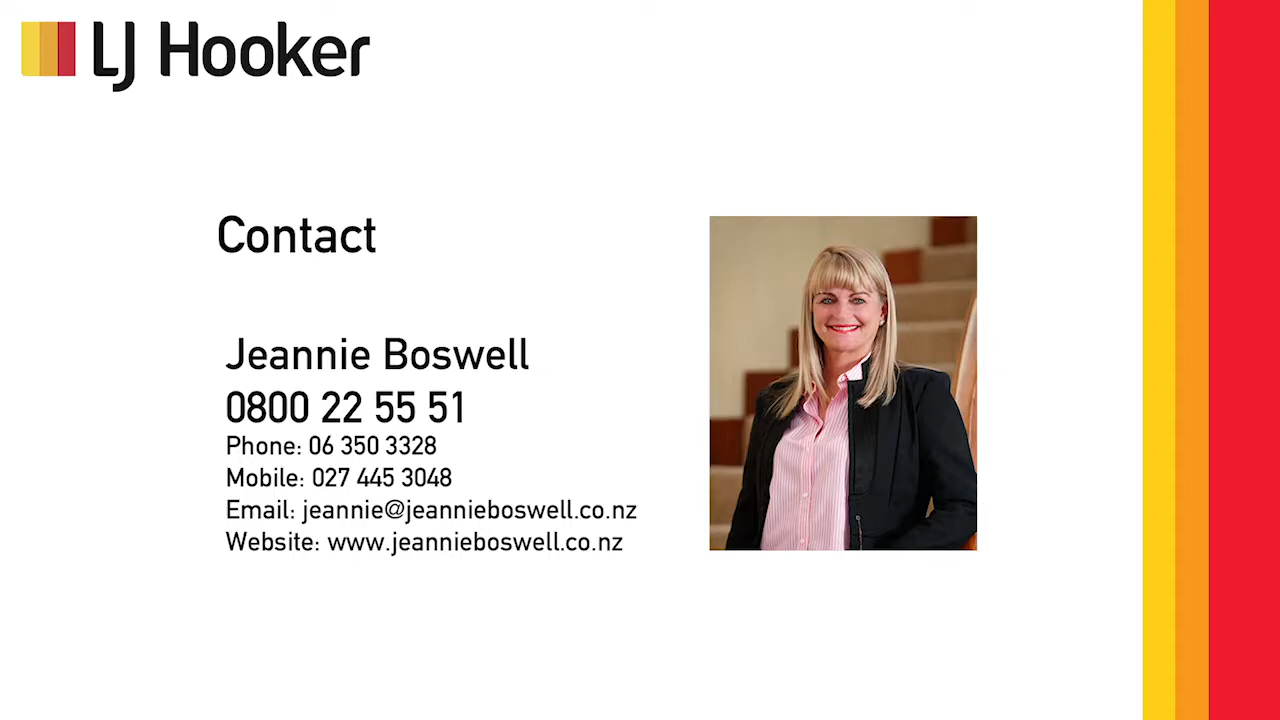 LJ Hooker
Contact
Jeannie Boswell
0800 22 55 51
Phone: 06 350 3328
Mobile: 027 445 3048
Email: jeannie@jeannieboswell.co.nz
Website: www.jeannieboswell.co.nz